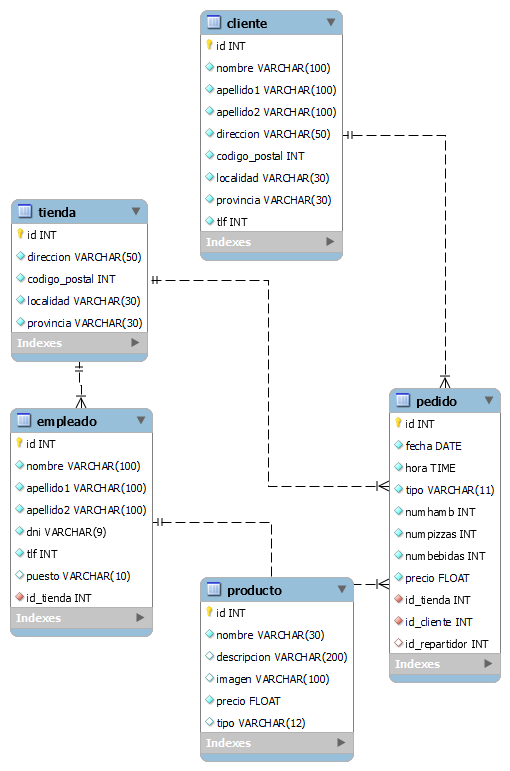 cliente
id INT
nombre VARCHAR(100)
apellido1 VARCHAR(100)
apellido2 VARCHAR(100)
direccion VARCHAR(50)
codigo_postal INT
localidad VARCHAR(30)
provincia VARCHAR(30)
tlf INT
Indexes
tienda
id INT
direccion VARCHAR(50)
codigo_postal INT
localidad VARCHAR(30)
provincia VARCHAR(30)
Indexes
empleado
id INT
nombre VARCHAR(100)
apellido1 VARCHAR(100)
apellido2 VARCHAR(100)
dni VARCHAR(9)
tlf INT
puesto VARCHAR(10)
id_tienda INT
Indexes
pedido
id INT
fecha DATE
hora TIME
tipo VARCHAR(11)
numhamb INT
numpizzas INT
numbebidas INT
precio FLOAT
id_tienda INT
id_cliente INT
id_repartidor INT
Indexes
producto
id INT
nombre VARCHAR(30)
descripcion VARCHAR(200)
imagen VARCHAR(100)
precio FLOAT
tipo VARCHAR(12)
Indexes